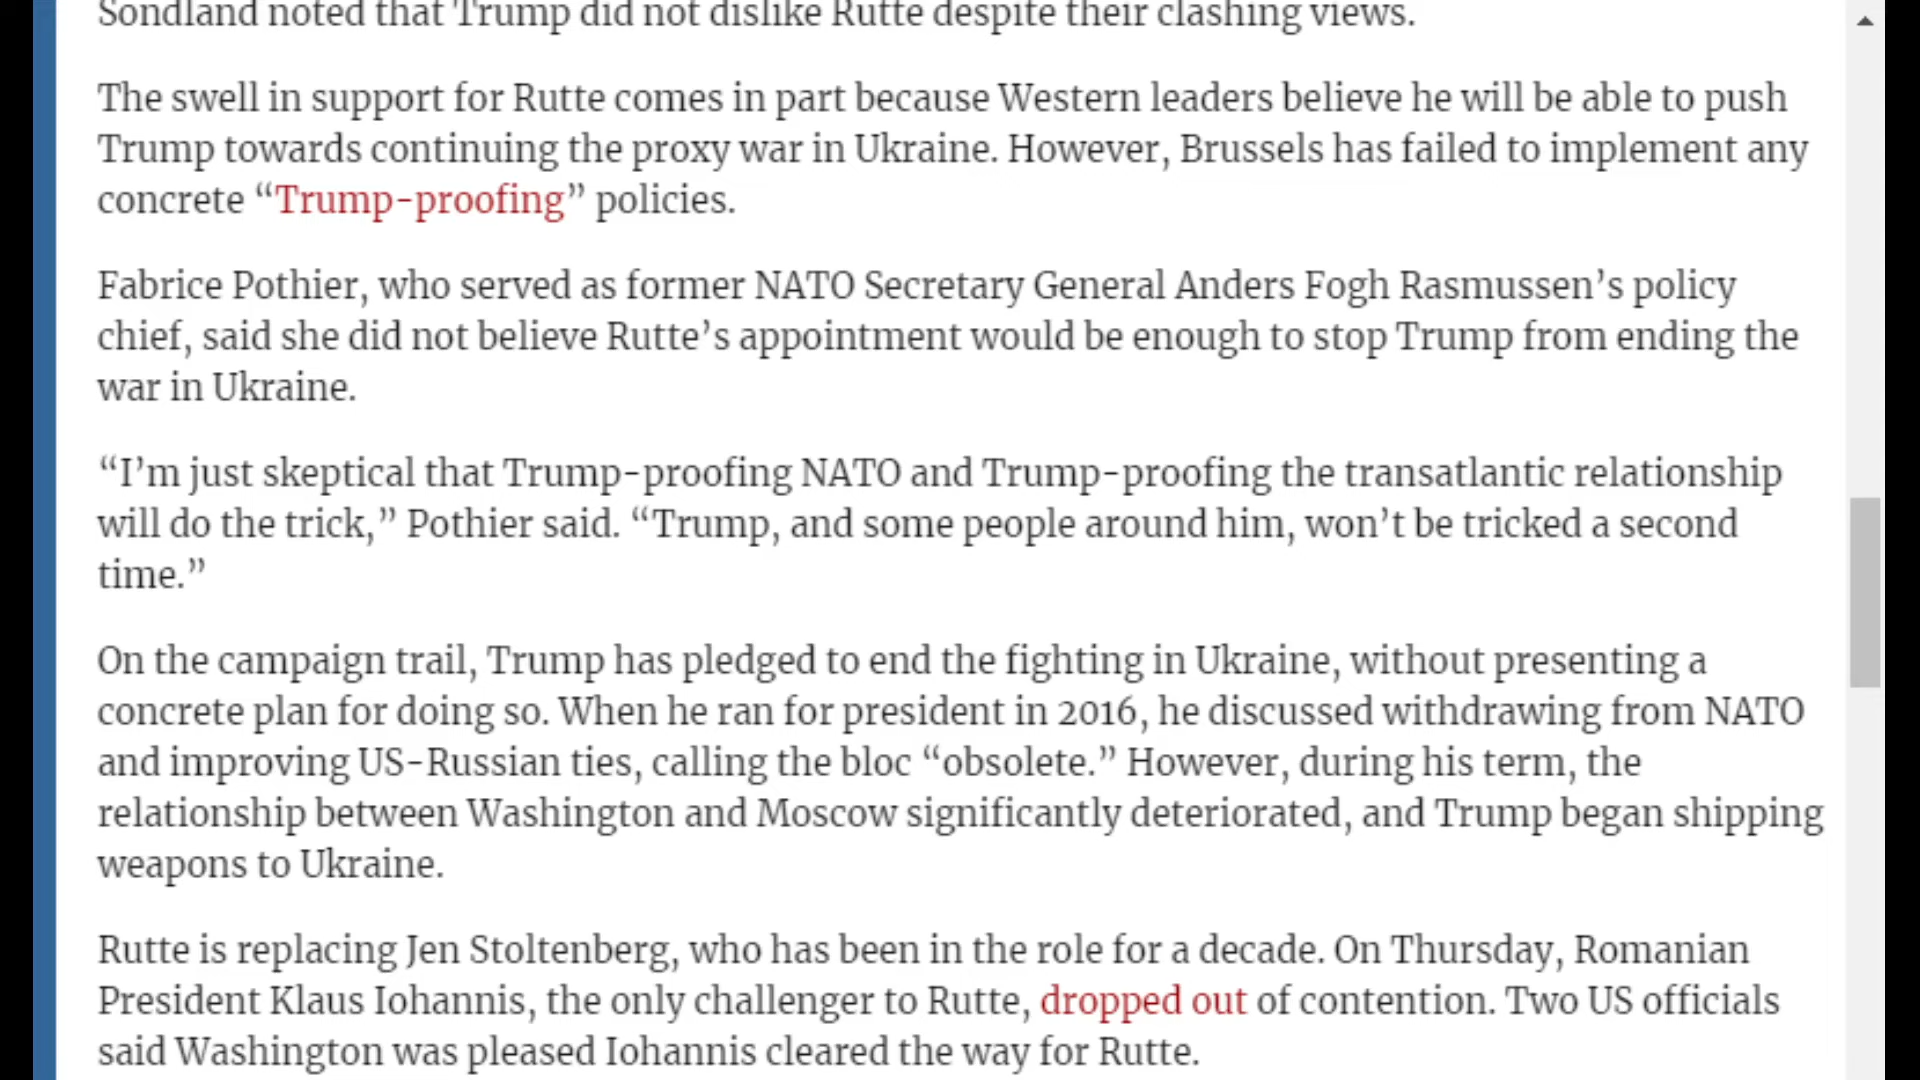 Sondland noted that Trump did not dislike Rutte despite their clashing views.
The swell in support for Rutte comes in part because Western leaders believe he will be able to push
Trump towards continuing the proxy war in Ukraine. However, Brussels has failed to implement any
concrete “Trump-proofing” policies.
Fabrice Pothier, who served as former NATO Secretary General Anders Fogh Rasmussen’s policy
chief, said she did not believe Rutte’s appointment would be enough to stop Trump from ending the
war in Ukraine.
“I’m just skeptical that Trump-proofing NATO and Trump-proofing the transatlantic relationship
will do the trick,” Pothier said. “Trump, and some people around him, won’t be tricked a second
time.”
On the campaign trail, Trump has pledged to end the fighting in Ukraine, without presenting a
concrete plan for doing so. When he ran for president in 2016, he discussed withdrawing from NATO
and improving US-Russian ties, calling the bloc “obsolete.” However, during his term, the
relationship between Washington and Moscow significantly deteriorated, and Trump began shipping
weapons to Ukraine.
Rutte is replacing Jen Stoltenberg, who has been in the role for a decade. On Thursday, Romanian
President Klaus Iohannis, the only challenger to Rutte, dropped out of contention. Two US officials
said Washington was pleased Iohannis cleared the way for Rutte.